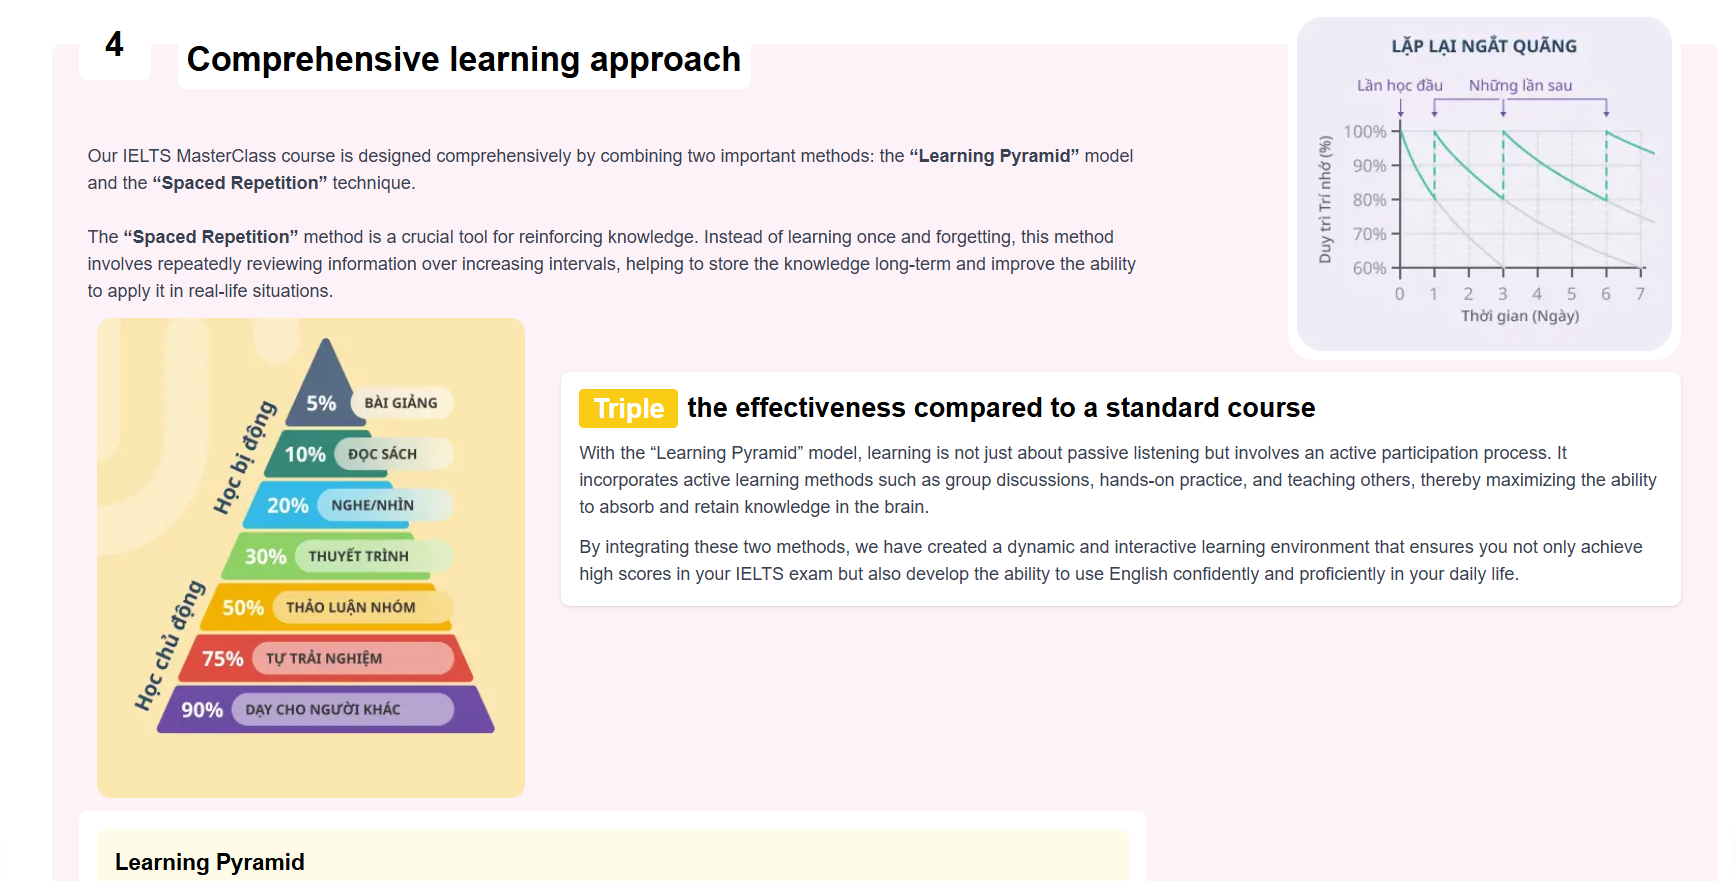 4
Comprehensive learning approach
Our IELTS MasterClass course is designed comprehensively by combining two important methods: the “Learning Pyramid” model
and the “Spaced Repetition” technique.
The “Spaced Repetition” method is a crucial tool for reinforcing knowledge. Instead of learning once and forgetting, this method
involves repeatedly reviewing information over increasing intervals, helping to store the knowledge long-term and improve the ability
to apply it in real-life situations.
LẶP LẠI NGẮT QUÃNG
Lần học đầu
Những lần sau
Duy trì Trí nhớ (%)
100%
90%
80%
70%
60%
0 1 2 3 4 5 6 7
Thời gian (Ngày)
Học bị động
5% BÀI GIẢNG
10% ĐỌC SÁCH
20% NGHE/NHÌN
Học chủ động
30% THUYẾT TRÌNH
50% THẢO LUẬN NHÓM
75% TỰ TRẢI NGHIỆM
90% DẠY CHO NGƯỜI KHÁC
Triple the effectiveness compared to a standard course
With the “Learning Pyramid” model, learning is not just about passive listening but involves an active participation process. It
incorporates active learning methods such as group discussions, hands-on practice, and teaching others, thereby maximizing the ability
to absorb and retain knowledge in the brain.
By integrating these two methods, we have created a dynamic and interactive learning environment that ensures you not only achieve
high scores in your IELTS exam but also develop the ability to use English confidently and proficiently in your daily life.
Learning Pyramid